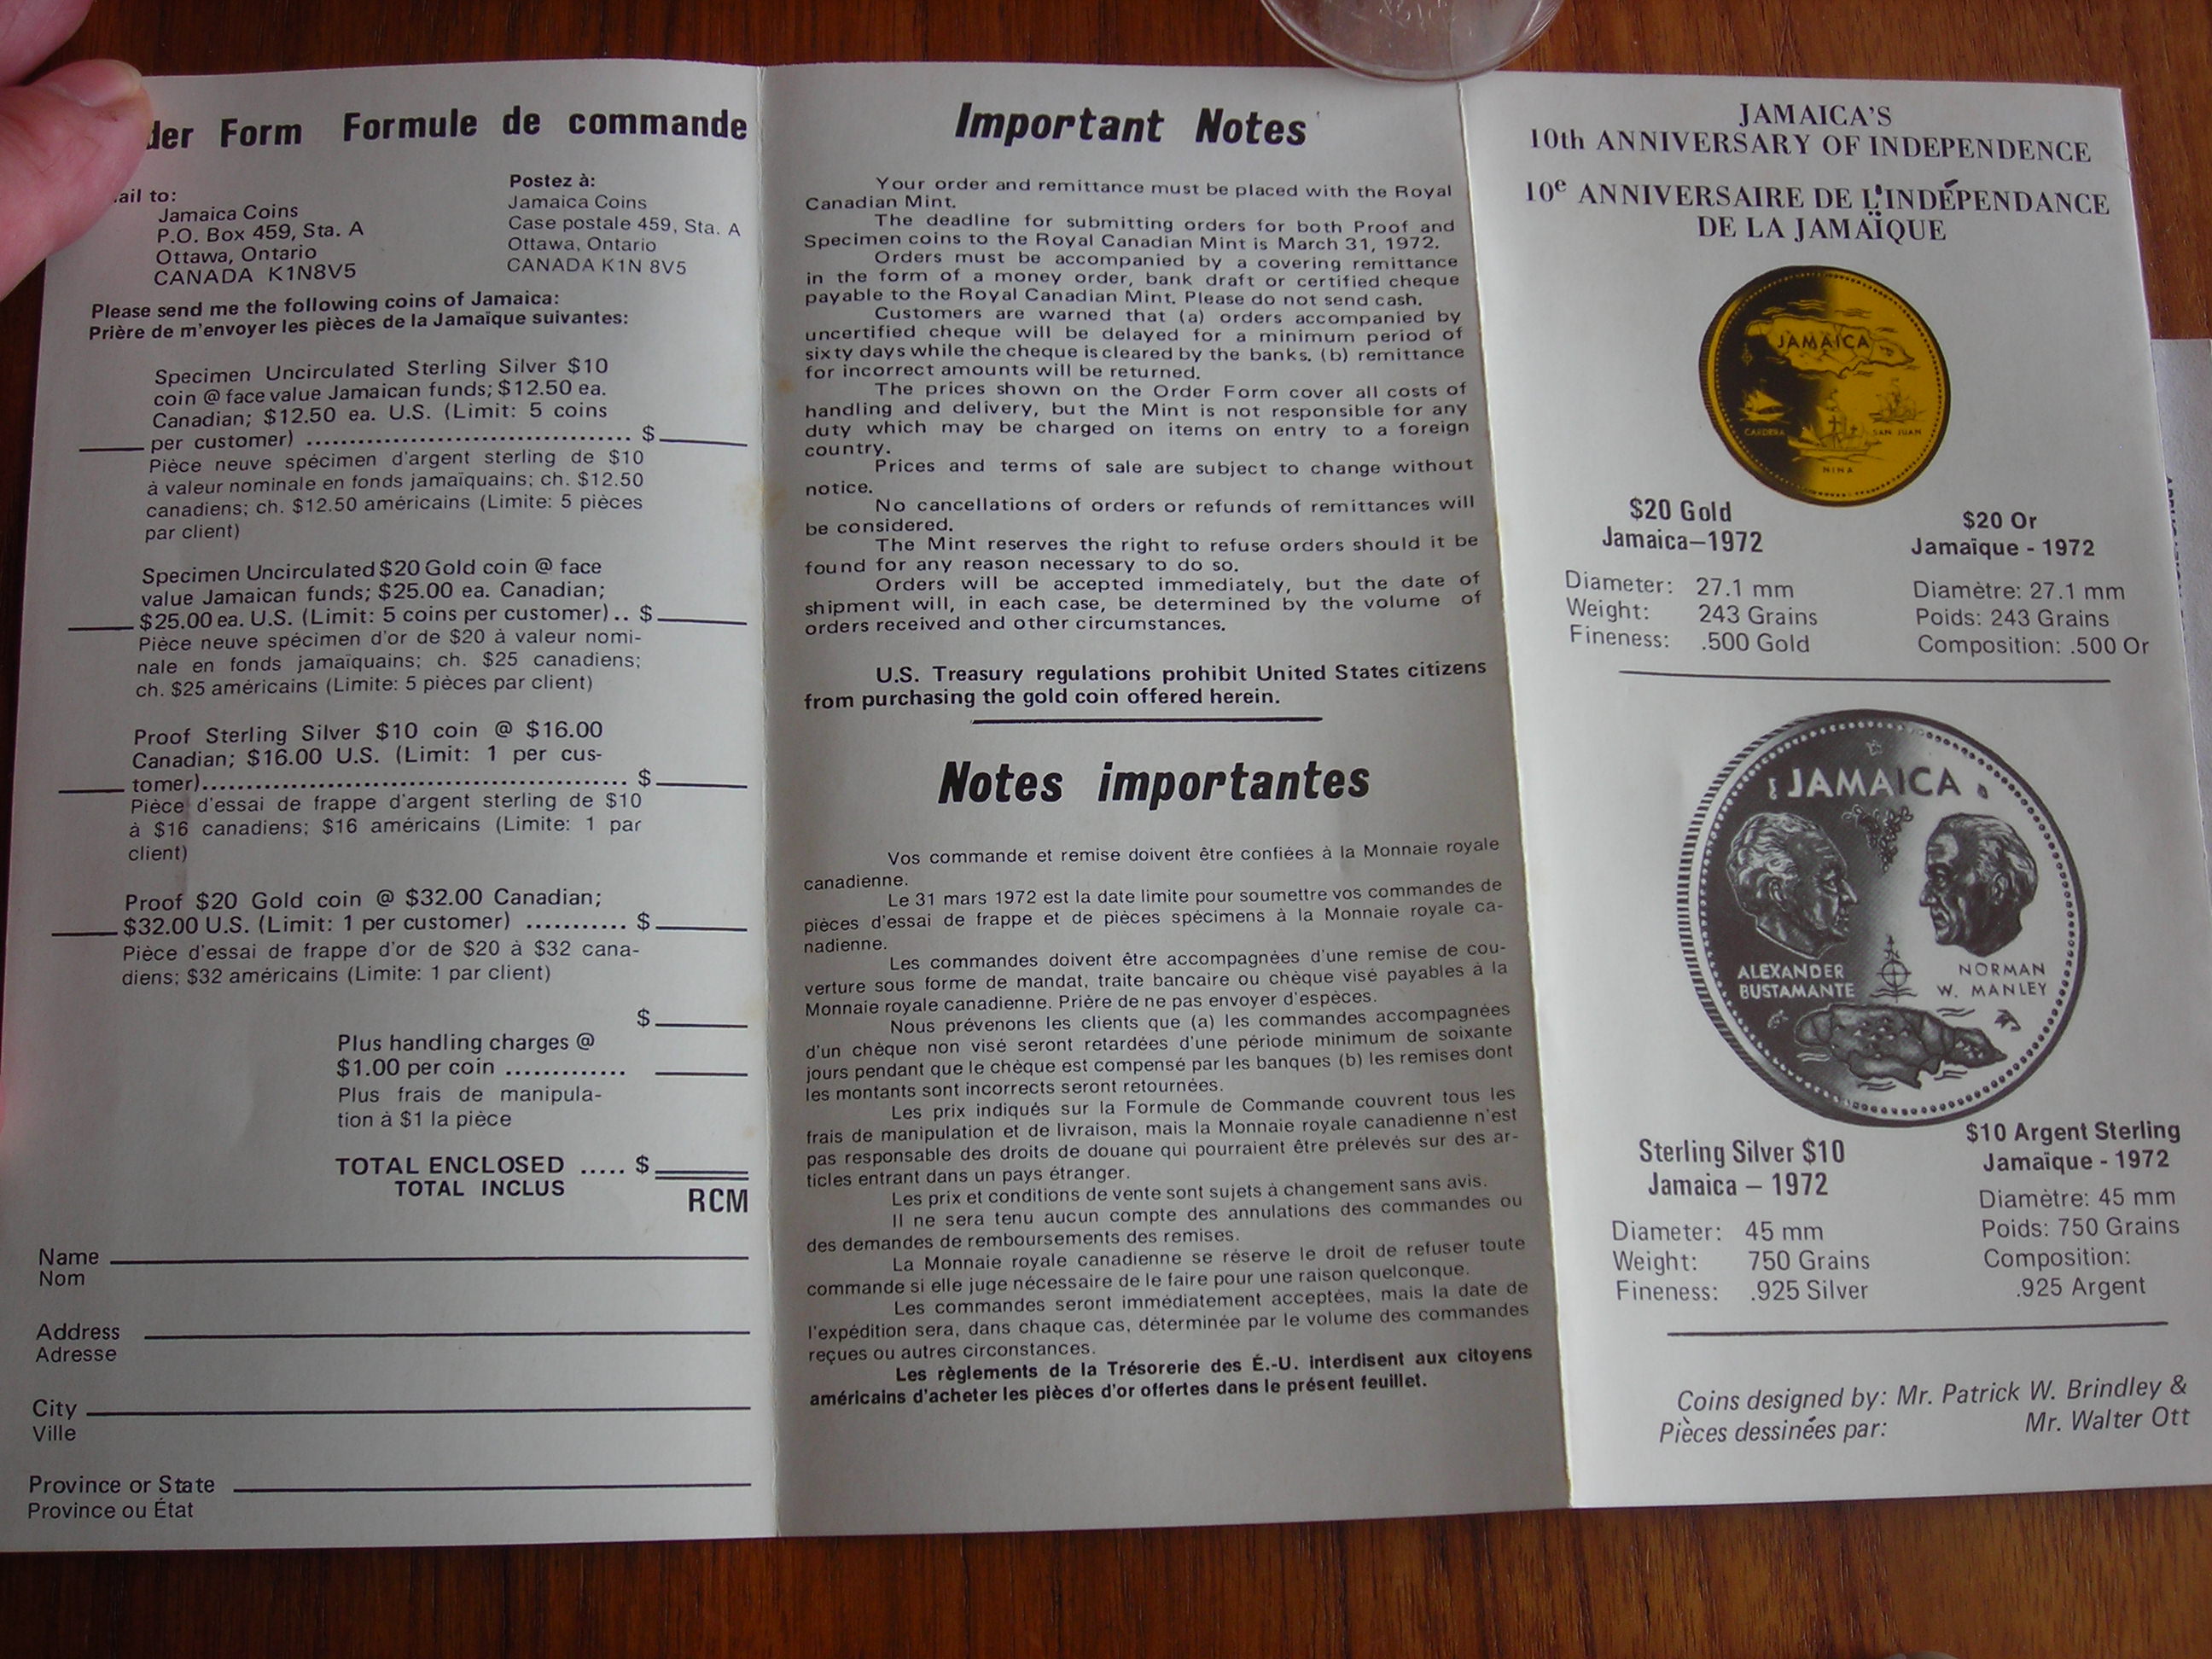 der Form Formule de commande
ail to:
Jamaica Coins
P.O. Box 459, Sta. A
Ottawa, Ontario
CANADA K1N8V5
Postez à:
Jamaica Coins
Case postale 459, Sta. A
Ottawa, Ontario
CANADA K1N 8V5
Please send me the following coins of Jamaica:
Prière de m'envoyer les pièces de la Jamaïque suivantes:
Specimen Uncirculated Sterling Silver $10
coin @ face value Jamaican funds; $12.50 ea.
Canadian; $12.50 ea. U.S. (Limit: 5 coins
per customer) .................................. $
Pièce neuve spécimen d'argent sterling de $10
à valeur nominale en fonds jamaïquains; ch. $12.50
canadiens; ch. $12.50 américains (Limite: 5 pièces
par client)
Specimen Uncirculated $20 Gold coin @ face
value Jamaican funds; $25.00 ea. Canadian;
$25.00 ea. U.S. (Limit: 5 coins per customer) .. $
Pièce neuve spécimen d'or de $20 à valeur nomi-
nale en fonds jamaïquains; ch. $25 canadiens;
ch. $25 américains (Limite: 5 pièces par client)
Proof Sterling Silver $10 coin @ $16.00
Canadian; $16.00 U.S. (Limit: 1 per cus-
tomer)............................................ $
Pièce d'essai de frappe d'argent sterling de $10
à $16 canadiens; $16 américains (Limite: 1 par
client)
Proof $20 Gold coin @ $32.00 Canadian;
$32.00 U.S. (Limit: 1 per customer) ........... $
Pièce d'essai de frappe d'or de $20 à $32 cana-
diens; $32 américains (Limite: 1 par client)
$
Plus handling charges @
$1.00 per coin .............
Plus frais de manipula-
tion à $1 la pièce
TOTAL ENCLOSED ..... $
TOTAL INCLUS
RCM
Name
Nom
Address
Adresse
City
Ville
Province or State
Province ou État
Important Notes
Your order and remittance must be placed with the Royal
Canadian Mint.
The deadline for submitting orders for both Proof and
Specimen coins to the Royal Canadian Mint is March 31, 1972.
Orders must be accompanied by a covering remittance
in the form of a money order, bank draft or certified cheque
payable to the Royal Canadian Mint. Please do not send cash.
Customers are warned that (a) orders accompanied by
uncertified cheque will be delayed for a minimum period of
sixty days while the cheque is cleared by the banks. (b) remittance
for incorrect amounts will be returned.
The prices shown on the Order Form cover all costs of
handling and delivery, but the Mint is not responsible for any
duty which may be charged on items on entry to a foreign
country.
Prices and terms of sale are subject to change without
notice.
No cancellations of orders or refunds of remittances will
be considered.
The Mint reserves the right to refuse orders should it be
found for any reason necessary to do so.
Orders will be accepted immediately, but the date of
shipment will, in each case, be determined by the volume of
orders received and other circumstances.
U.S. Treasury regulations prohibit United States citizens
from purchasing the gold coin offered herein.
Notes importantes
Vos commande et remise doivent être confiées à la Monnaie royale
canadienne.
Le 31 mars 1972 est la date limite pour soumettre vos commandes de
pièces d'essai de frappe et de pièces spécimens à la Monnaie royale ca-
nadienne.
Les commandes doivent être accompagnées d'une remise de cou-
verture sous forme de mandat, traite bancaire ou chèque visé payables à la
Monnaie royale canadienne. Prière de ne pas envoyer d'espèces.
Nous prévenons les clients que (a) les commandes accompagnées
d'un chèque non visé seront retardées d'une période minimum de soixante
jours pendant que le chèque est compensé par les banques (b) les remises dont
les montants sont incorrects seront retournées.
Les prix indiqués sur la Formule de Commande couvrent tous les
frais de manipulation et de livraison, mais la Monnaie royale canadienne n'est
pas responsable des droits de douane qui pourraient être prélevés sur des ar-
ticles entrant dans un pays étranger.
Les prix et conditions de vente sont sujets à changement sans avis.
Il ne sera tenu aucun compte des annulations des commandes ou
des demandes de remboursements des remises.
La Monnaie royale canadienne se réserve le droit de refuser toute
commande si elle juge nécessaire de le faire pour une raison quelconque.
Les commandes seront immédiatement acceptées, mais la date de
l'expédition sera, dans chaque cas, déterminée par le volume des commandes
reçues ou autres circonstances.
Les règlements de la Trésorerie des É.-U. interdisent aux citoyens
américains d'acheter les pièces d'or offertes dans le présent feuillet.
JAMAICA'S
10th ANNIVERSARY OF INDEPENDENCE
10e ANNIVERSAIRE DE L'INDÉPENDANCE
DE LA JAMAÏQUE
JAMAICA
CARDERA
SAN JUAN
NINA
$20 Gold
Jamaica—1972
Diameter: 27.1 mm
Weight: 243 Grains
Fineness: .500 Gold
$20 Or
Jamaïque - 1972
Diamètre: 27.1 mm
Poids: 243 Grains
Composition: .500 Or
JAMAICA
ALEXANDER
BUSTAMANTE
NORMAN
W. MANLEY
Sterling Silver $10
Jamaica — 1972
Diameter: 45 mm
Weight: 750 Grains
Fineness: .925 Silver
$10 Argent Sterling
Jamaïque - 1972
Diamètre: 45 mm
Poids: 750 Grains
Composition:
.925 Argent
Coins designed by: Mr. Patrick W. Brindley &
Pièces dessinées par: Mr. Walter Ott